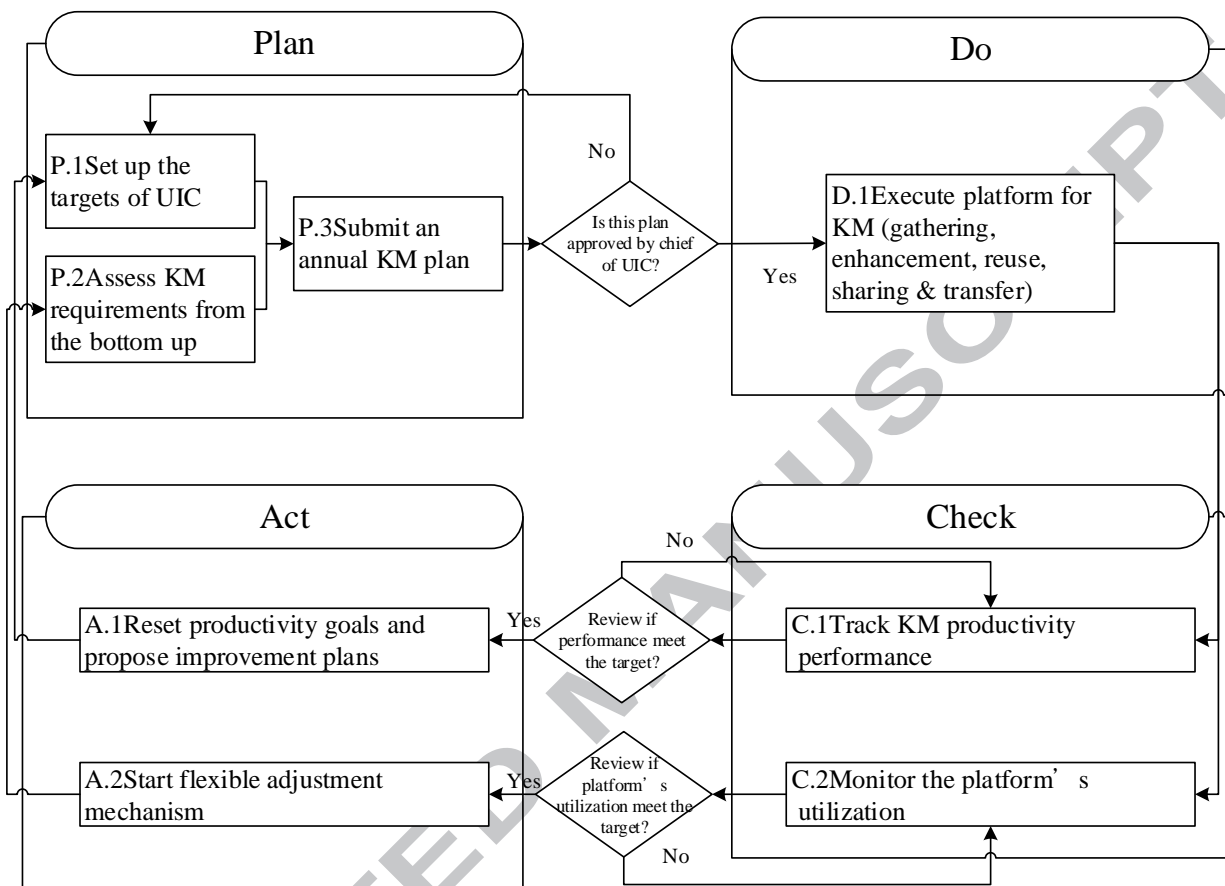 Plan
Do
No
P.1Set up the
targets of UIC
P.3Submit an
annual KM plan
P.2Assess KM
requirements from
the bottom up
Is this plan
approved by chief
of UIC?
Yes
D.1Execute platform for
KM (gathering,
enhancement, reuse,
sharing & transfer)
Act
Check
No
A.1Reset productivity goals and
propose improvement plans
Yes
Review if
performance meet
the target?
C.1Track KM productivity
performance
A.2Start flexible adjustment
mechanism
Yes
Review if
platform’s
utilization meet the
target?
C.2Monitor the platform’s
utilization
No
TED MANUSCRIPT